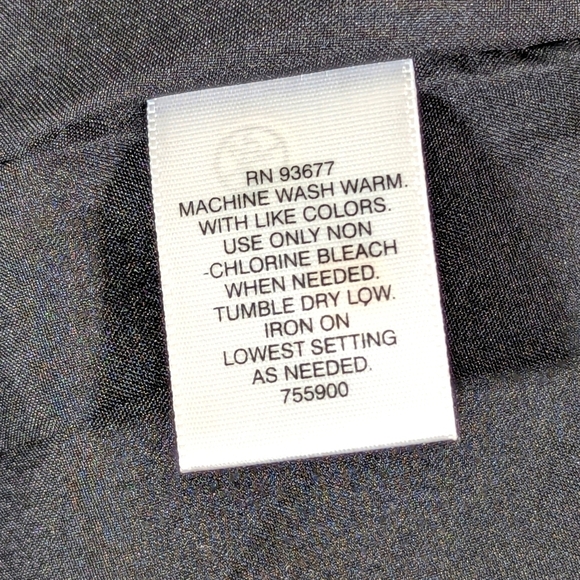 RN 93677
MACHINE WASH WARM.
WITH LIKE COLORS.
USE ONLY NON
-CHLORINE BLEACH
WHEN NEEDED.
TUMBLE DRY LOW.
IRON ON
LOWEST SETTING
AS NEEDED.
755900